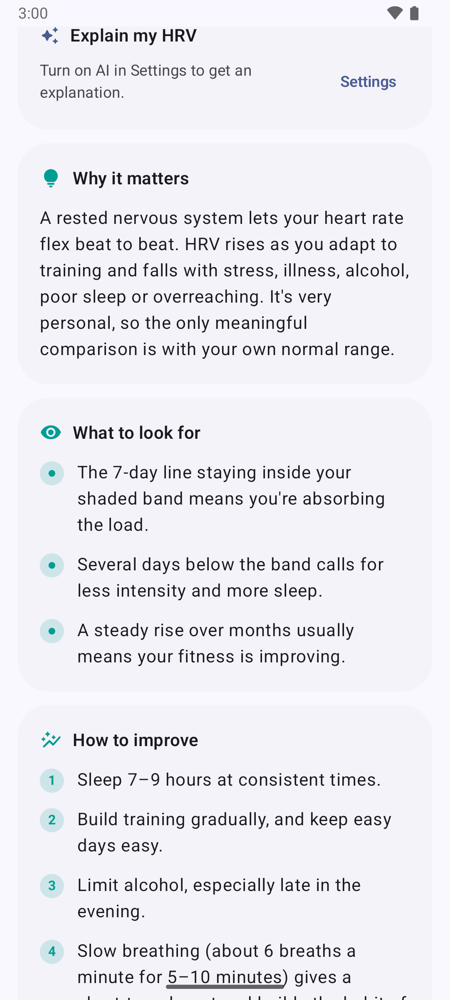 3:00
Explain my HRV
Turn on AI in Settings to get an
explanation.
Settings
Why it matters
A rested nervous system lets your heart rate
flex beat to beat. HRV rises as you adapt to
training and falls with stress, illness, alcohol,
poor sleep or overreaching. It's very
personal, so the only meaningful
comparison is with your own normal range.
What to look for
The 7-day line staying inside your
shaded band means you're absorbing
the load.
Several days below the band calls for
less intensity and more sleep.
A steady rise over months usually
means your fitness is improving.
How to improve
1 Sleep 7–9 hours at consistent times.
2 Build training gradually, and keep easy
days easy.
3 Limit alcohol, especially late in the
evening.
4 Slow breathing (about 6 breaths a
minute for 5–10 minutes) gives a